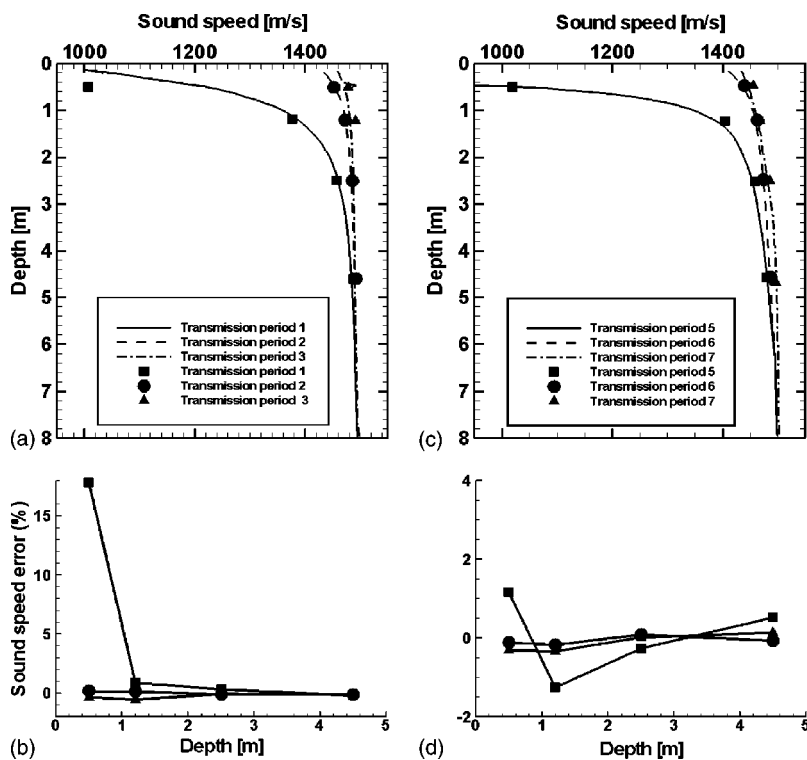 Sound speed [m/s]
1000 1200 1400
Depth [m]
0
1
2
3
4
5
6
7
8
Transmission period 1
Transmission period 2
Transmission period 3
Transmission period 1
Transmission period 2
Transmission period 3
(a)
Sound speed [m/s]
1000 1200 1400
Depth [m]
0
1
2
3
4
5
6
7
8
Transmission period 5
Transmission period 6
Transmission period 7
Transmission period 5
Transmission period 6
Transmission period 7
(c)
Sound speed error (%)
15
10
5
0
0 1 2 3 4 5
Depth [m]
(b)
4
2
0
-2
0 1 2 3 4 5
Depth [m]
(d)